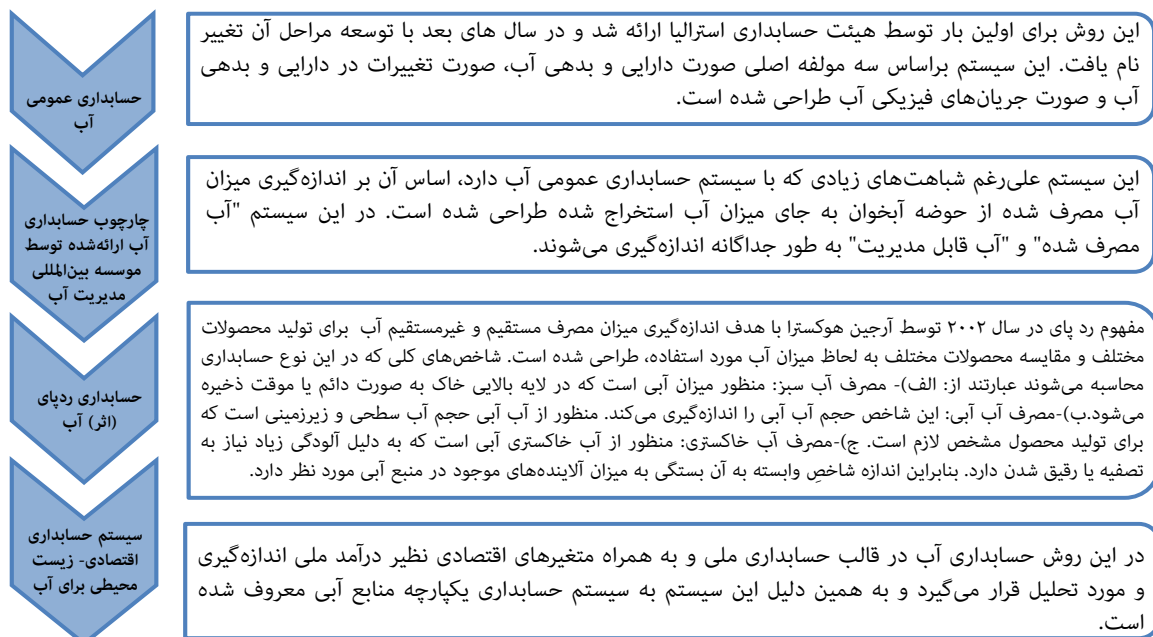 حسابداری عمومی
آب
این روش برای اولین بار توسط هیئت حسابداری استرالیا ارائه شد و در سال های بعد با توسعه مراحل آن تغییر
نام یافت. این سیستم براساس سه مولفه اصلی صورت دارایی و بدهی آب، صورت تغییرات در دارایی و بدهی
آب و صورت جریان‌های فیزیکی آب طراحی شده است.
چارچوب حسابداری
آب ارائه‌شده توسط
موسسه بین‌المللی
مدیریت آب
این سیستم علی‌رغم شباهت‌های زیادی که با سیستم حسابداری عمومی آب دارد، اساس آن بر اندازه‌گیری میزان
آب مصرف شده از حوضه آبخوان به جای میزان آب استخراج شده طراحی شده است. در این سیستم "آب
مصرف شده" و "آب قابل مدیریت" به طور جداگانه اندازه‌گیری می‌شوند.
حسابداری ردپای
(اثر) آب
مفهوم رد پای در سال ۲۰۰۲ توسط آرجین هوکسترا با هدف اندازه‌گیری میزان مصرف مستقیم و غیرمستقیم آب برای تولید محصولات
مختلف و مقایسه محصولات مختلف به لحاظ میزان آب مورد استفاده، طراحی شده است. شاخص‌های کلی که در این نوع حسابداری
محاسبه می‌شوند عبارتند از: الف)- مصرف آب سبز: منظور میزان آبی است که در لایه بالایی خاک به صورت دائم یا موقت ذخیره
می‌شود.ب)-مصرف آب آبی: این شاخص حجم آب آبی را اندازه‌گیری می‌کند. منظور از آب آبی حجم آب سطحی و زیرزمینی است که
برای تولید محصول مشخص لازم است. ج)-مصرف آب خاکستری: منظور از آب خاکستری آبی است که به دلیل آلودگی زیاد نیاز به
تصفیه یا رقیق شدن دارد. بنابراین اندازه شاخصِ وابسته به آن بستگی به میزان آلاینده‌های موجود در منبع آبی مورد نظر دارد.
سیستم حسابداری
اقتصادی- زیست
محیطی برای آب
در این روش حسابداری آب در قالب حسابداری ملی و به همراه متغیرهای اقتصادی نظیر درآمد ملی اندازه‌گیری
و مورد تحلیل قرار می‌گیرد و به همین دلیل این سیستم به سیستم حسابداری یکپارچه منابع آبی معروف شده
است.